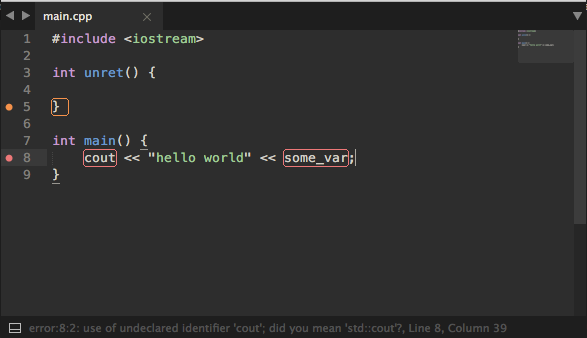 main.cpp
1 #include <iostream>
2
3 int unret() {
4
5 }
6
7 int main() {
8 cout << "hello world" << some_var;
9 }
error:8:2: use of undeclared identifier 'cout'; did you mean 'std::cout'?, Line 8, Column 39